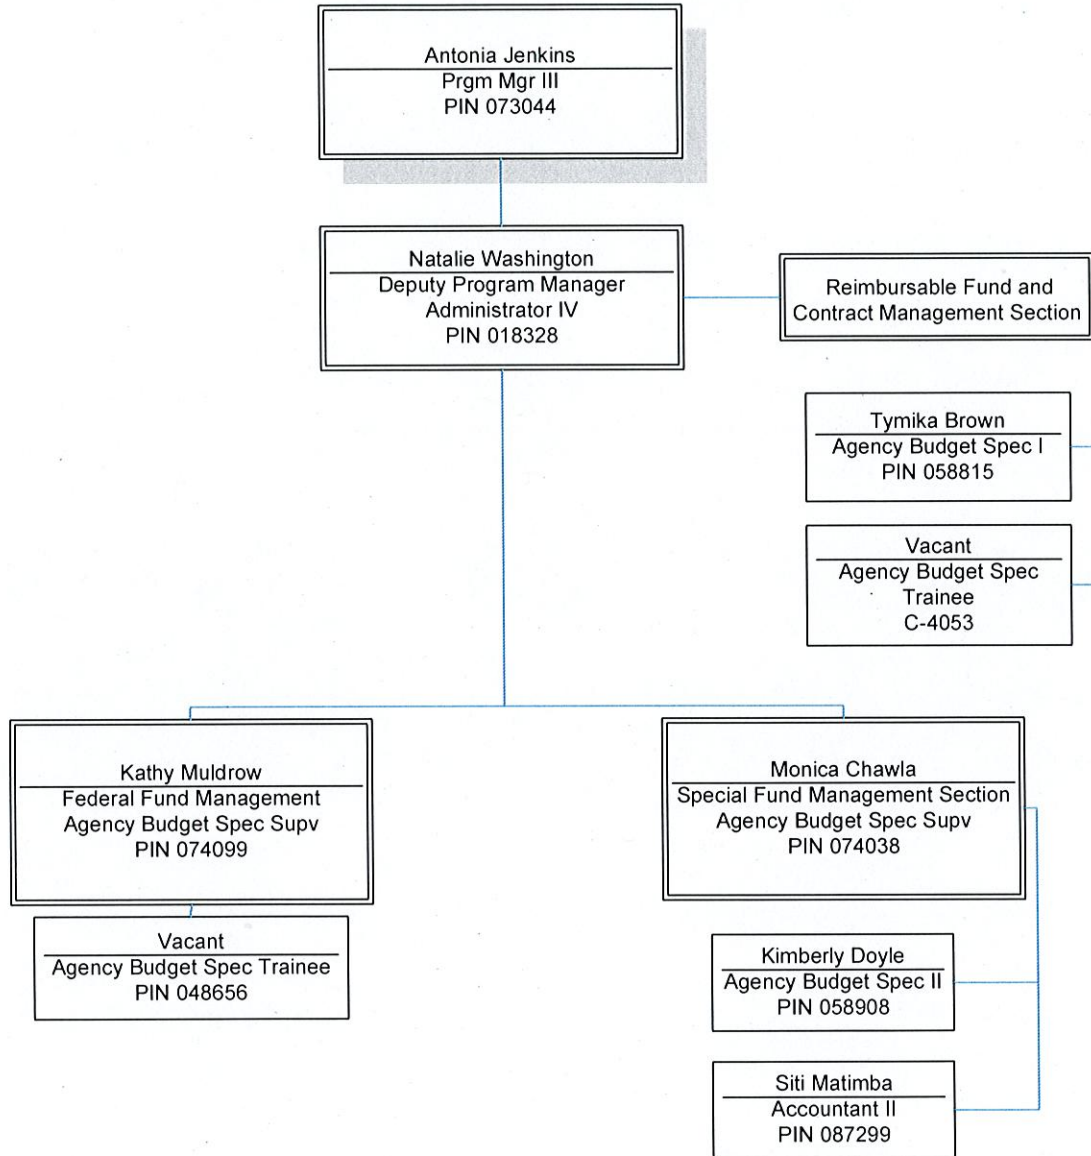 Antonia Jenkins
Prgm Mgr III
PIN 073044
Natalie Washington
Deputy Program Manager
Administrator IV
PIN 018328
Reimbursable Fund and
Contract Management Section
Tymika Brown
Agency Budget Spec I
PIN 058815
Vacant
Agency Budget Spec
Trainee
C-4053
Kathy Muldrow
Federal Fund Management
Agency Budget Spec Supv
PIN 074099
Vacant
Agency Budget Spec Trainee
PIN 048656
Monica Chawla
Special Fund Management Section
Agency Budget Spec Supv
PIN 074038
Kimberly Doyle
Agency Budget Spec II
PIN 058908
Siti Matimba
Accountant II
PIN 087299